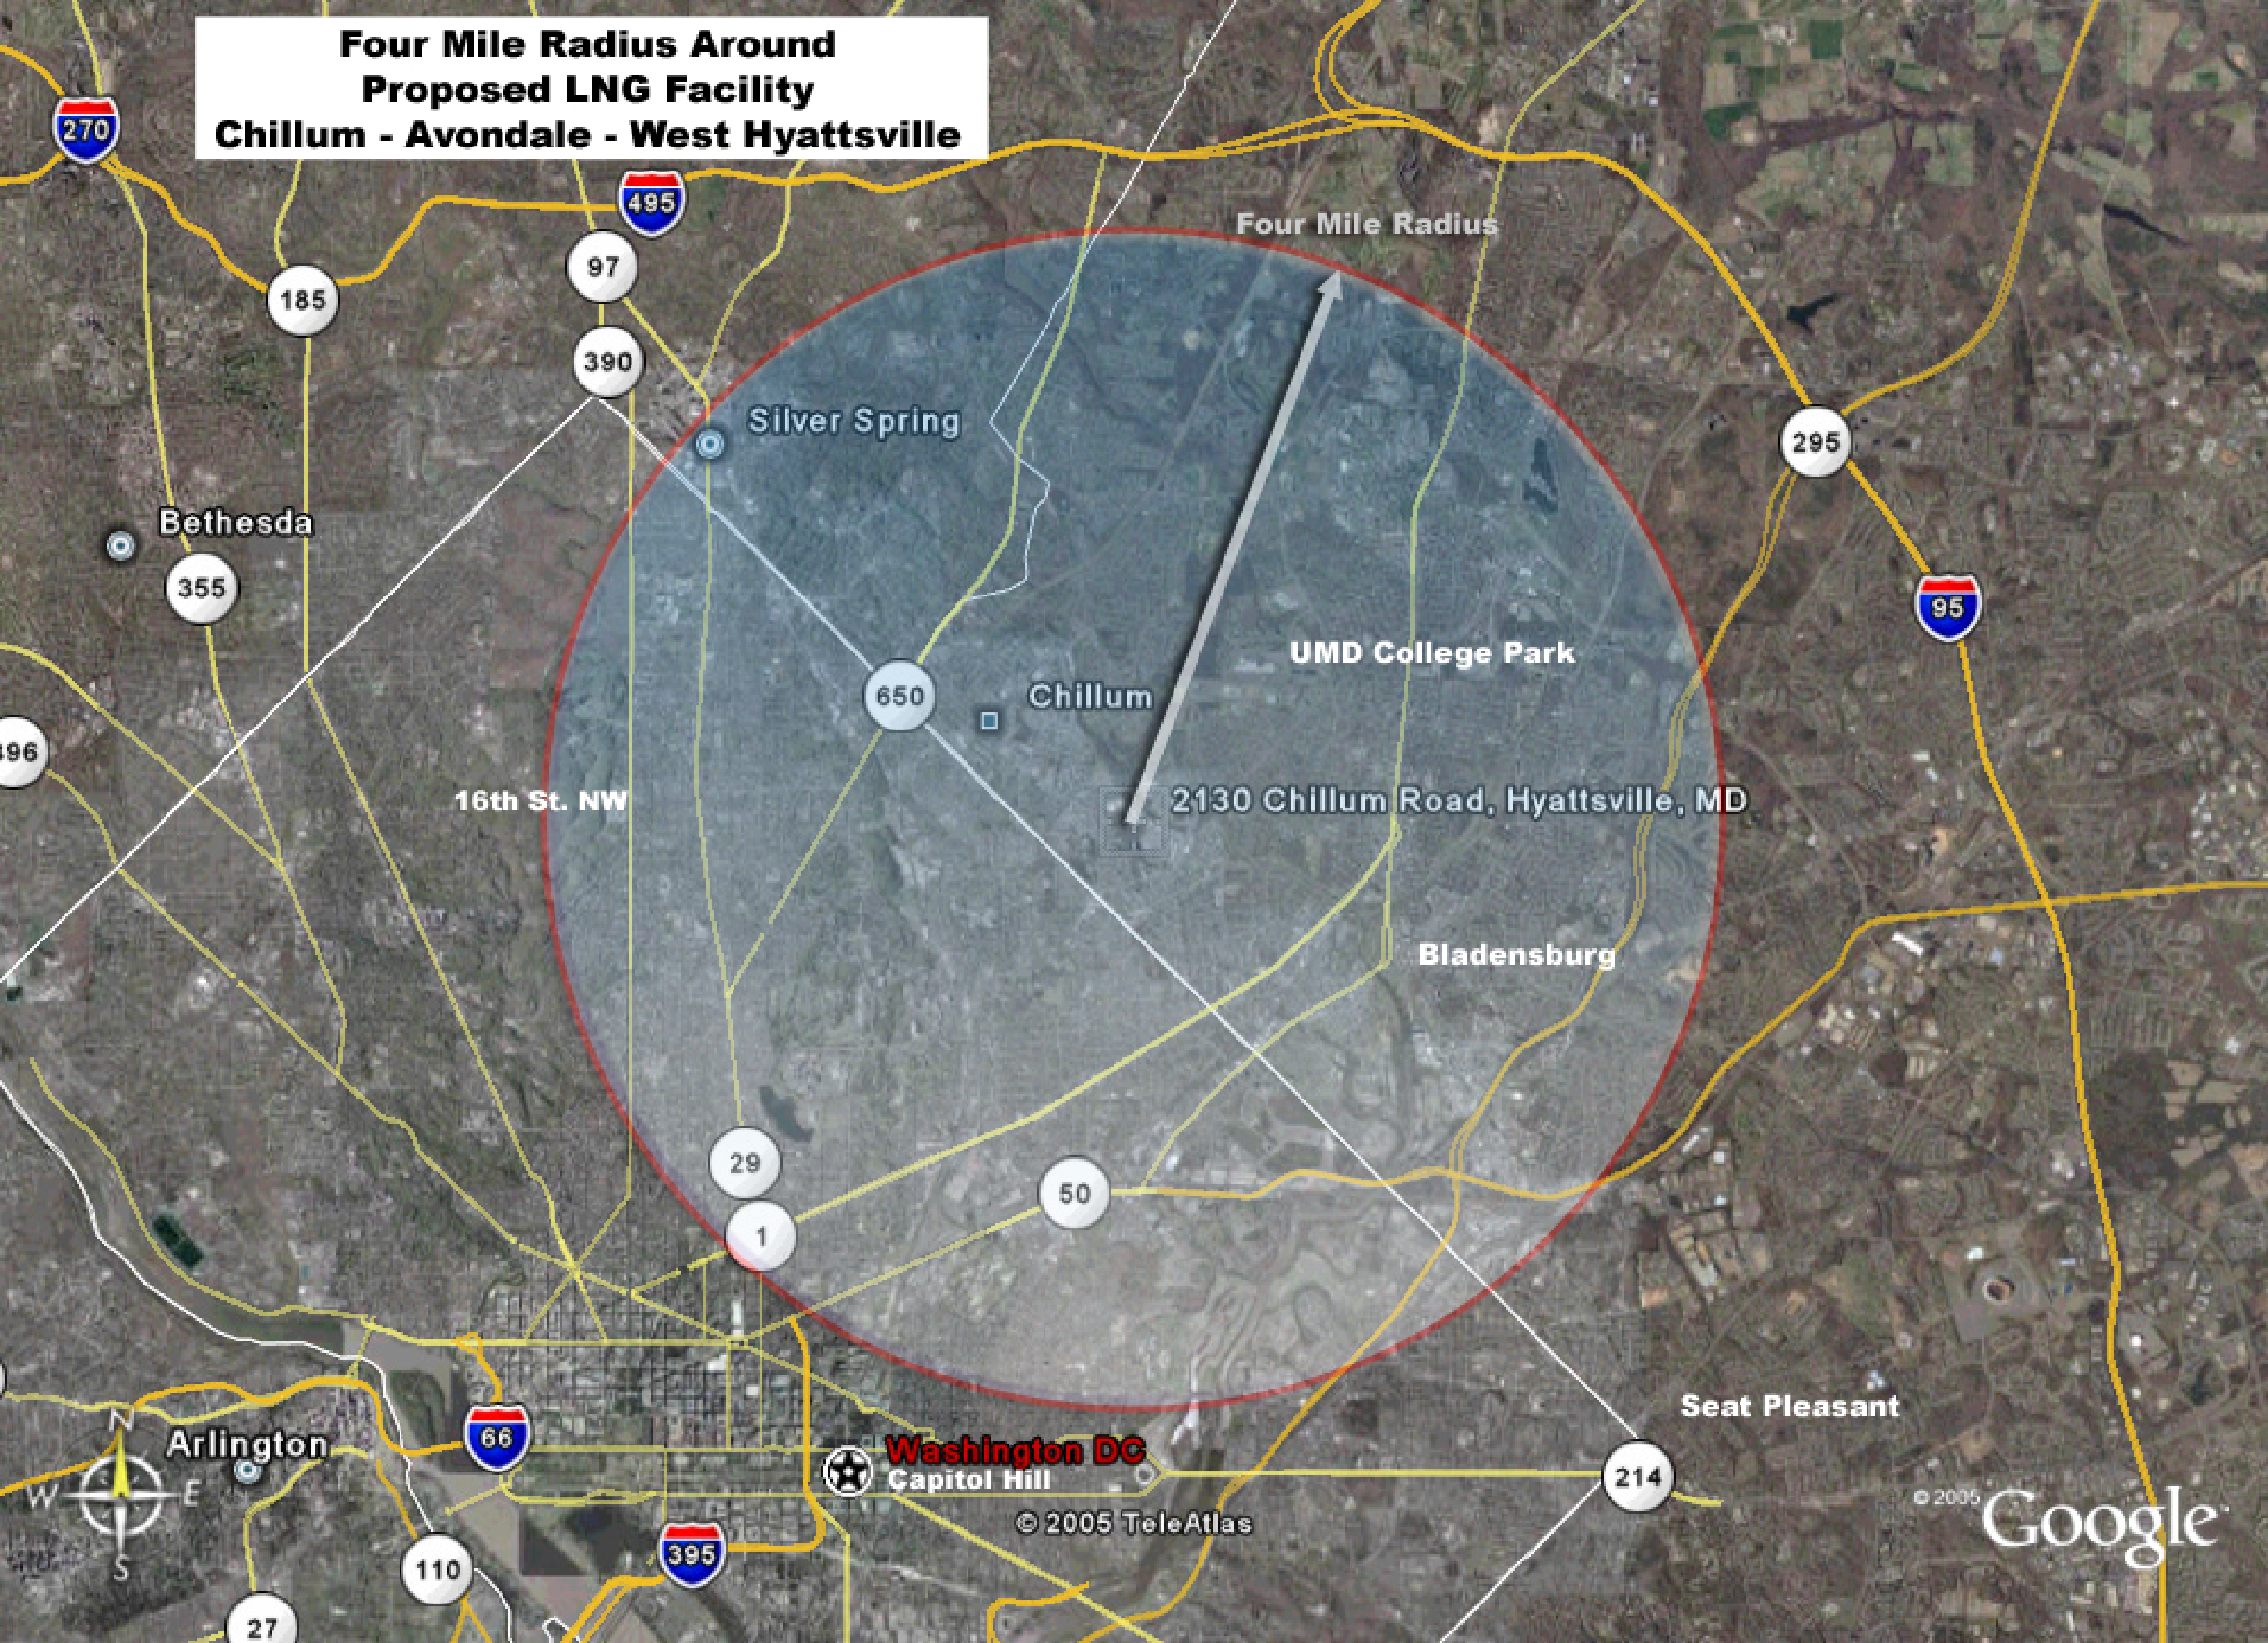 Four Mile Radius Around
Proposed LNG Facility
Chillum - Avondale - West Hyattsville
270
495
Four Mile Radius
97
185
390
Silver Spring
295
Bethesda
355
95
UMD College Park
650
Chillum
16th St. NW
2130 Chillum Road, Hyattsville, MD
Bladensburg
29
50
1
Seat Pleasant
N
Arlington
66
Washington DC
Capitol Hill
214
W
E
© 2005 TeleAtlas
© 2005 Google
S
395
110
27